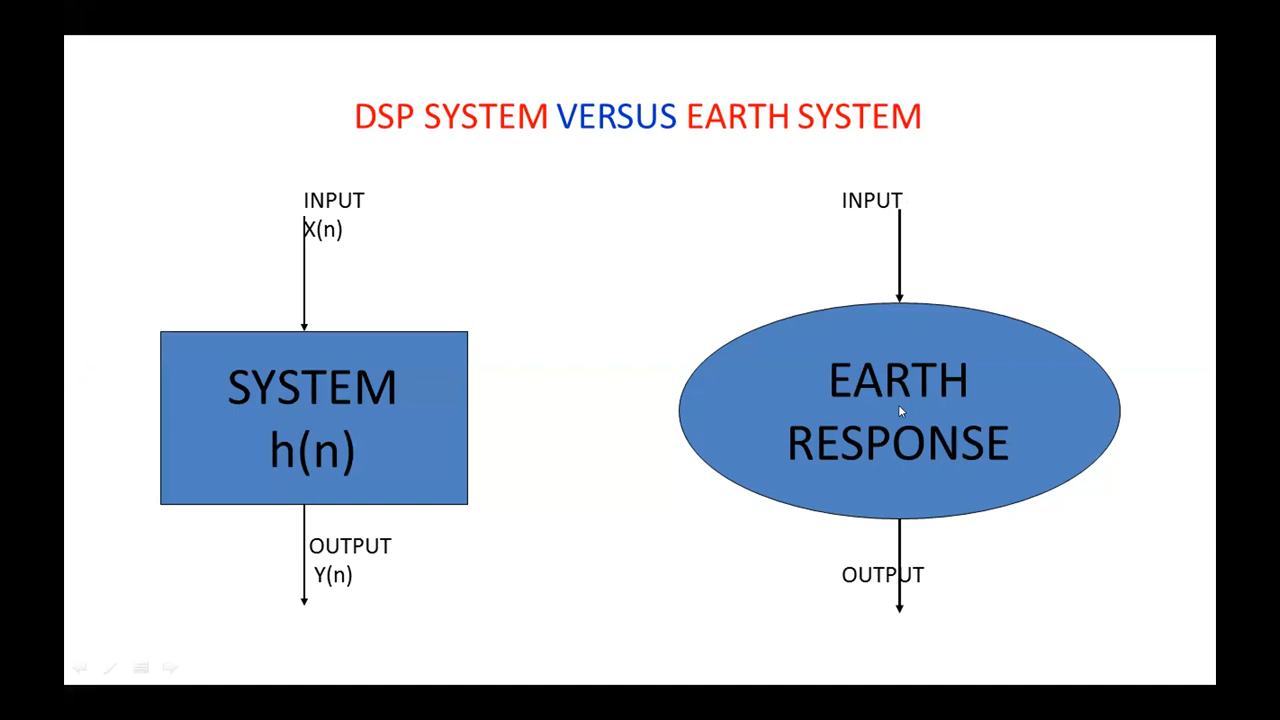 DSP SYSTEM VERSUS EARTH SYSTEM
INPUT
X(n)
SYSTEM
h(n)
OUTPUT
Y(n)
INPUT
EARTH
RESPONSE
OUTPUT